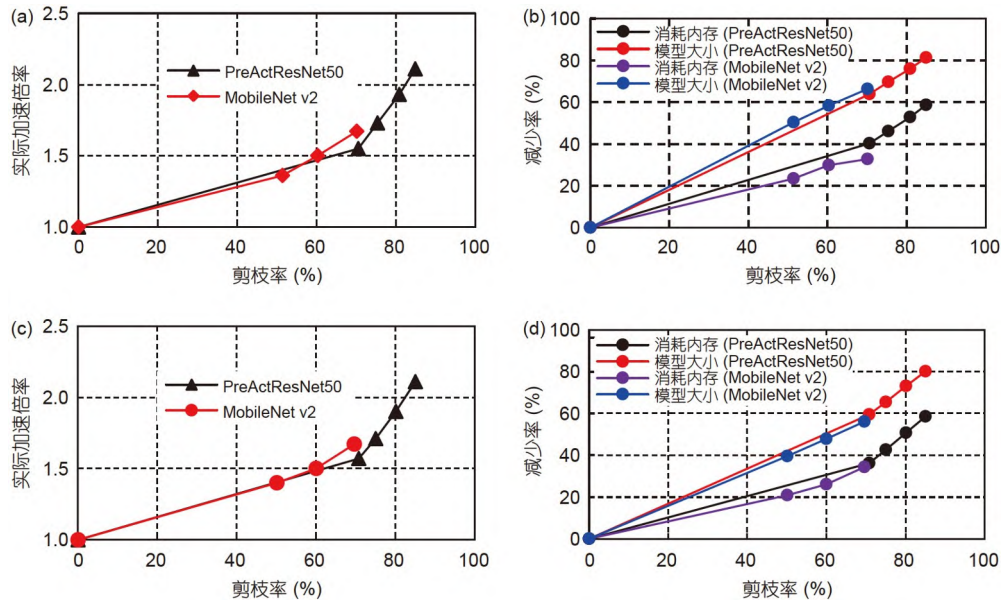 (a)
2.5
2.0
1.5
1.0
实际加速倍率
PreActResNet50
MobileNet v2
0 20 40 60 80 100
剪枝率 (%)
(b)
100
80
60
40
20
0
减少率 (%)
消耗内存 (PreActResNet50)
模型大小 (PreActResNet50)
消耗内存 (MobileNet v2)
模型大小 (MobileNet v2)
0 20 40 60 80 100
剪枝率 (%)
(c)
2.5
2.0
1.5
1.0
实际加速倍率
PreActResNet50
MobileNet v2
0 20 40 60 80 100
剪枝率 (%)
(d)
100
80
60
40
20
0
减少率 (%)
消耗内存 (PreActResNet50)
模型大小 (PreActResNet50)
消耗内存 (MobileNet v2)
模型大小 (MobileNet v2)
0 20 40 60 80 100
剪枝率 (%)